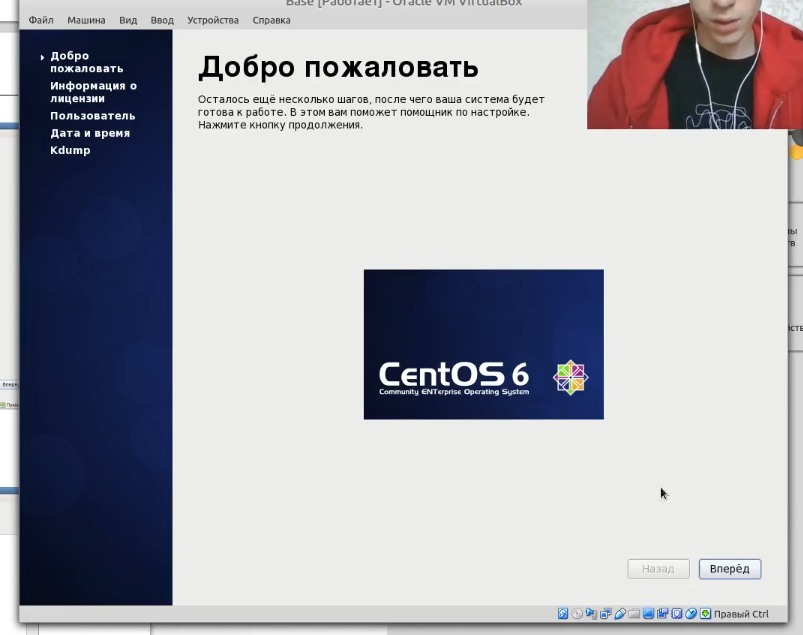 Base [Работает] - Oracle VM VirtualBox
Файл Машина Вид Ввод Устройства Справка
Добро
пожаловать
Информация о
лицензии
Пользователь
Дата и время
Kdump
Добро пожаловать
Осталось ещё несколько шагов, после чего ваша система будет
готова к работе. В этом вам поможет помощник по настройке.
Нажмите кнопку продолжения.
CentOS 6
Community ENTerprise Operating System
Назад Вперёд
Правый Ctrl